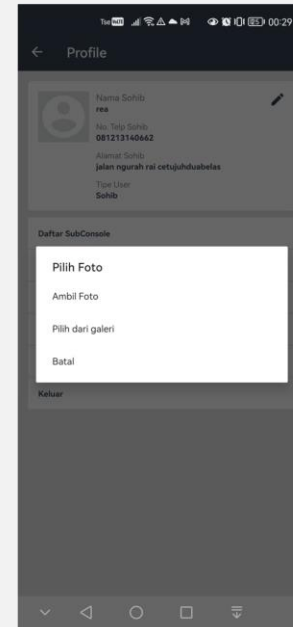 00:29
Profile
Nama Sohib
rea
No. Telp Sohib
081213140662
Alamat Sohib
jalan ngurah rai cetujuhduabelas
Tipe User
Sohib
Daftar SubConsole
Pilih Foto
Ambil Foto
Pilih dari galeri
Batal
Keluar